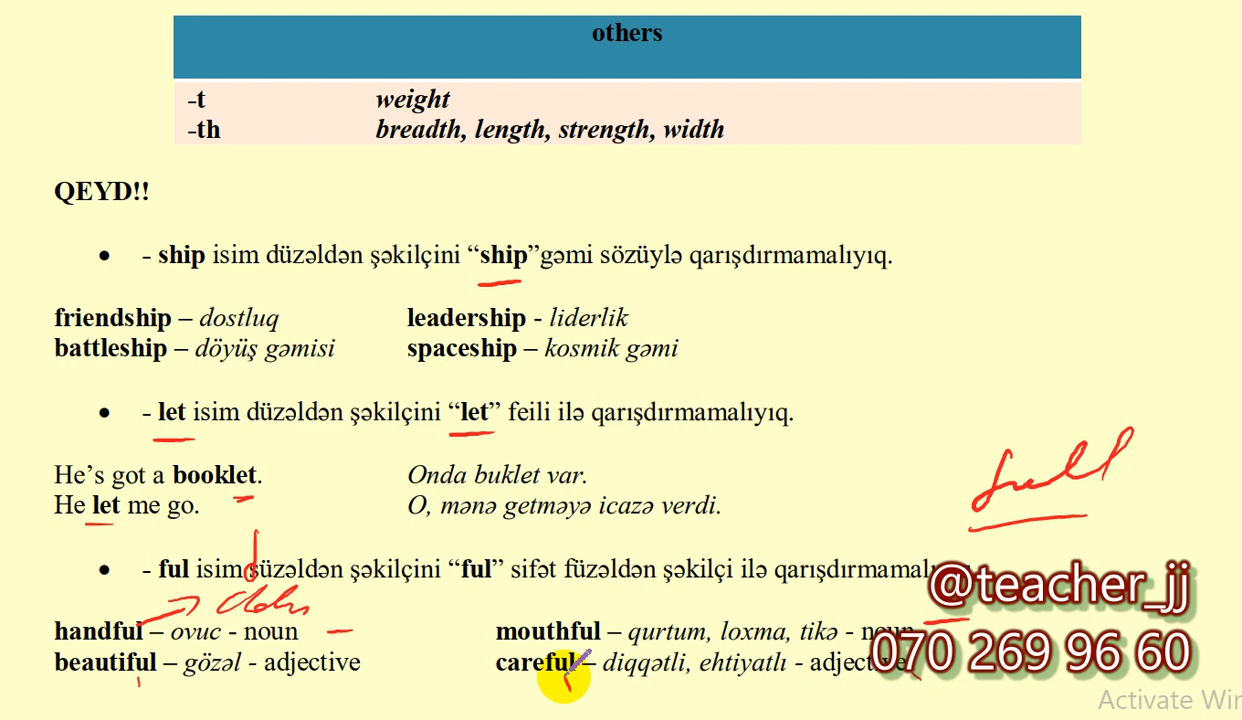 others
-t weight
-th breadth, length, strength, width
QEYD!!
• - ship isim düzəldən şəkilçini “ship”gəmi sözüylə qarışdırmamalıyıq.
friendship – dostluq leadership - liderlik
battleship – döyüş gəmisi spaceship – kosmik gəmi
• - let isim düzəldən şəkilçini “let” feili ilə qarışdırmamalıyıq.
He’s got a booklet. Onda buklet var.
He let me go. O, mənə getməyə icazə verdi.
full
d
• - ful isim süzəldən şəkilçini “ful” sifət füzəldən şəkilçi ilə
@teacher_jj
handful – ovuc - noun mouthful – qurtum, loxma, tikə - noun
beautiful – gözəl - adjective careful – diqqətli, ehtiyatlı - adjective
070 269 96 60
Activate